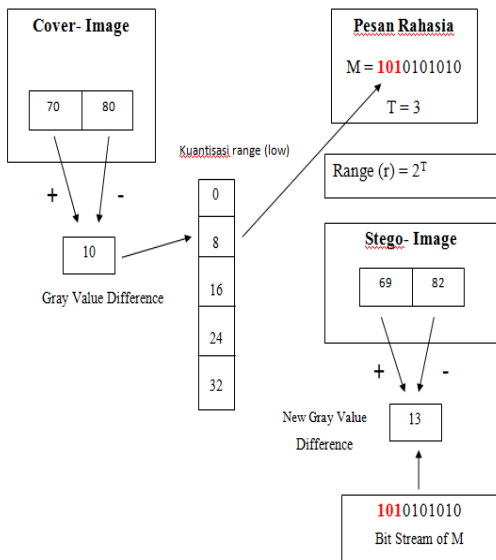 Cover- Image
70 80
+ -
10
Gray Value Difference
Kuantisasi range (low)
0
8
16
24
32
Pesan Rahasia
M = 1010101010
T = 3
Range (r) = 2ᵀ
Stego- Image
69 82
+ -
New Gray Value
Difference
13
1010101010
Bit Stream of M